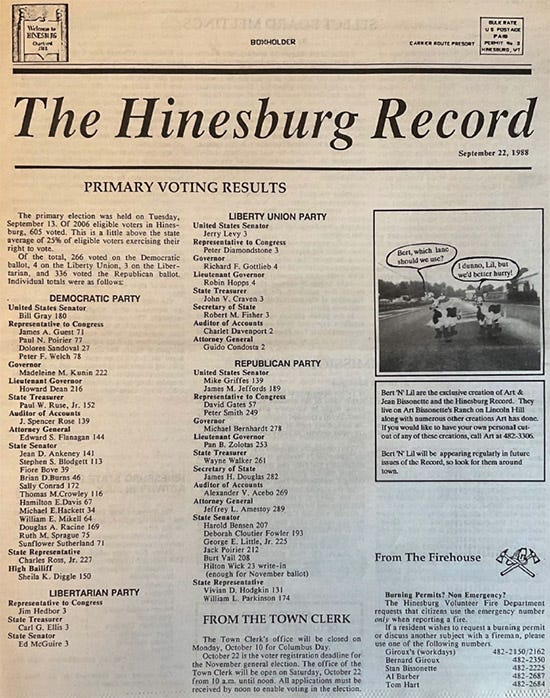 Welcome to
HINESBURG
Chartered
BOXHOLDER
CARRIER ROUTE PRESORT
BULK RATE
U S POSTAGE
PAID
PERMIT No 3
HINESBURG, VT
The Hinesburg Record
September 22, 1988
PRIMARY VOTING RESULTS
The primary election was held on Tuesday,
September 13. Of 2006 eligible voters in Hines-
burg, 605 voted. This is a little above the state
average of 25% of eligible voters exercising their
right to vote.
Of the total, 266 voted on the Democratic
ballot, 4 on the Liberty Union, 3 on the Liber-
tarian, and 336 voted the Republican ballot.
Individual totals were as follows:
DEMOCRATIC PARTY
United States Senator
Bill Gray 180
Representative to Congress
James A. Guest 71
Paul N. Poirier 77
Dolores Sandoval 27
Peter F. Welch 78
Governor
Madeleine M. Kunin 222
Lieutenant Governor
Howard Dean 216
State Treasurer
Paul W. Ruse, Jr. 152
Auditor of Accounts
J. Spencer Rose 139
Attorney General
Edward S. Flanagan 144
State Senator
Jean D. Ankeney 141
Stephen S. Blodgett 113
Fiore Bove 39
Brian D.Burns 46
Sally Conrad 172
Thomas M.Crowley 116
Hamilton E.Davis 67
Michael E.Hackett 34
William E. Mikell 64
Douglas A. Racine 169
Ruth M. Sprague 75
Sunflower Sutherland 71
State Representative
Charles Ross, Jr. 227
High Bailiff
Sheila K. Diggle 150
LIBERTARIAN PARTY
Representative to Congress
Jim Hedbor 3
State Treasurer
Carl G. Ellis 3
State Senator
Ed McGuire 3
LIBERTY UNION PARTY
United States Senator
Jerry Levy 3
Representative to Congress
Peter Diamondstone 3
Governor
Richard F. Gottlieb 4
Lieutenant Governor
Robin Hopps 4
State Treasurer
John V. Craven 3
Secretary of State
Robert M. Fisher 3
Auditor of Accounts
Charlet Davenport 2
Attorney General
Guido Condosta 2
REPUBLICAN PARTY
United States Senator
Mike Griffes 139
James M. Jeffords 189
Representative to Congress
David Gates 57
Peter Smith 249
Governor
Michael Bernhardt 278
Lieutenant Governor
Pan B. Zolotas 253
State Treasurer
Wayne Walker 261
Secretary of State
James H. Douglas 282
Auditor of Accounts
Alexander V. Acebo 269
Attorney General
Jeffrey L. Amestoy 289
State Senator
Harold Bensen 207
Deborah Cloutier Fowler 193
George E. Little, Jr. 225
Jack Poirier 212
Burt Vail 208
Hilton Wick 23 write-in
(enough for November ballot)
State Representative
Vivian D. Hodgkin 131
William L. Parkinson 174
FROM THE TOWN CLERK
The Town Clerk's office will be closed on
Monday, October 10 for Columbus Day.
October 22 is the voter registration deadline for
the November general election. The office of the
Town Clerk will be open on Saturday, October 22
from 10 a.m. until noon. All applications must be
received by noon to enable voting in the election.
Bert, which lane
should we use?
I dunno, Lil, but
we'd better hurry!
Bert 'N' Lil are the exclusive creation of Art &
Jean Bissonette and the Hinesburg Record. They
live on Art Bissonette's Ranch on Lincoln Hill
along with numerous other creations Art has done.
If you would like to have your own personal cut-
out of any of these creations, call Art at 482-3306.
Bert 'N' Lil will be appearing regularly in future
issues of the Record, so look for them around
town.
From The Firehouse
Burning Permits? Non Emergency?
The Hinesburg Volunteer Fire Department
requests that citizens use the emergency number
only when reporting a fire.
If a resident wishes to request a burning permit
or discuss another subject with a fireman, please
use one of the following numbers.
Giroux's (workdays) 482-2150/2162
Bernard Giroux 482-2350
Stan Bissonette 482-2225
Al Barber 482-2687
Tom Hart 482-2684